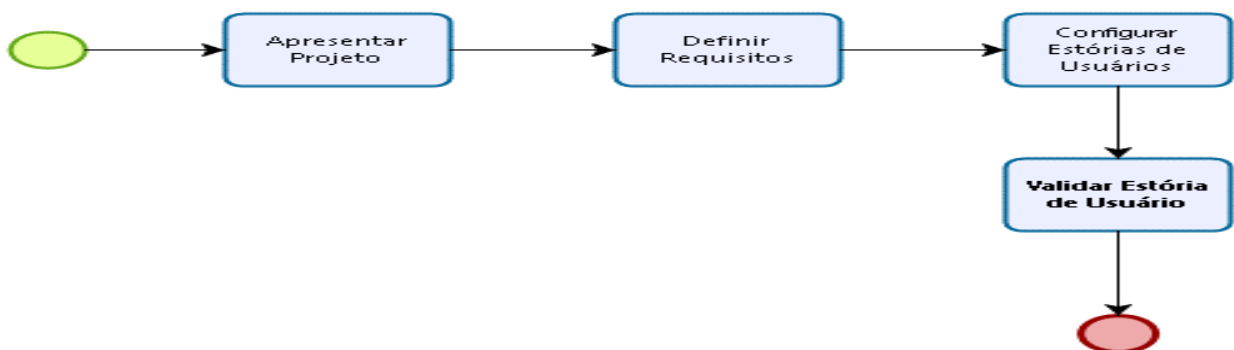 Apresentar
Projeto
Definir
Requisitos
Configurar
Estórias de
Usuários
Validar Estória
de Usuário